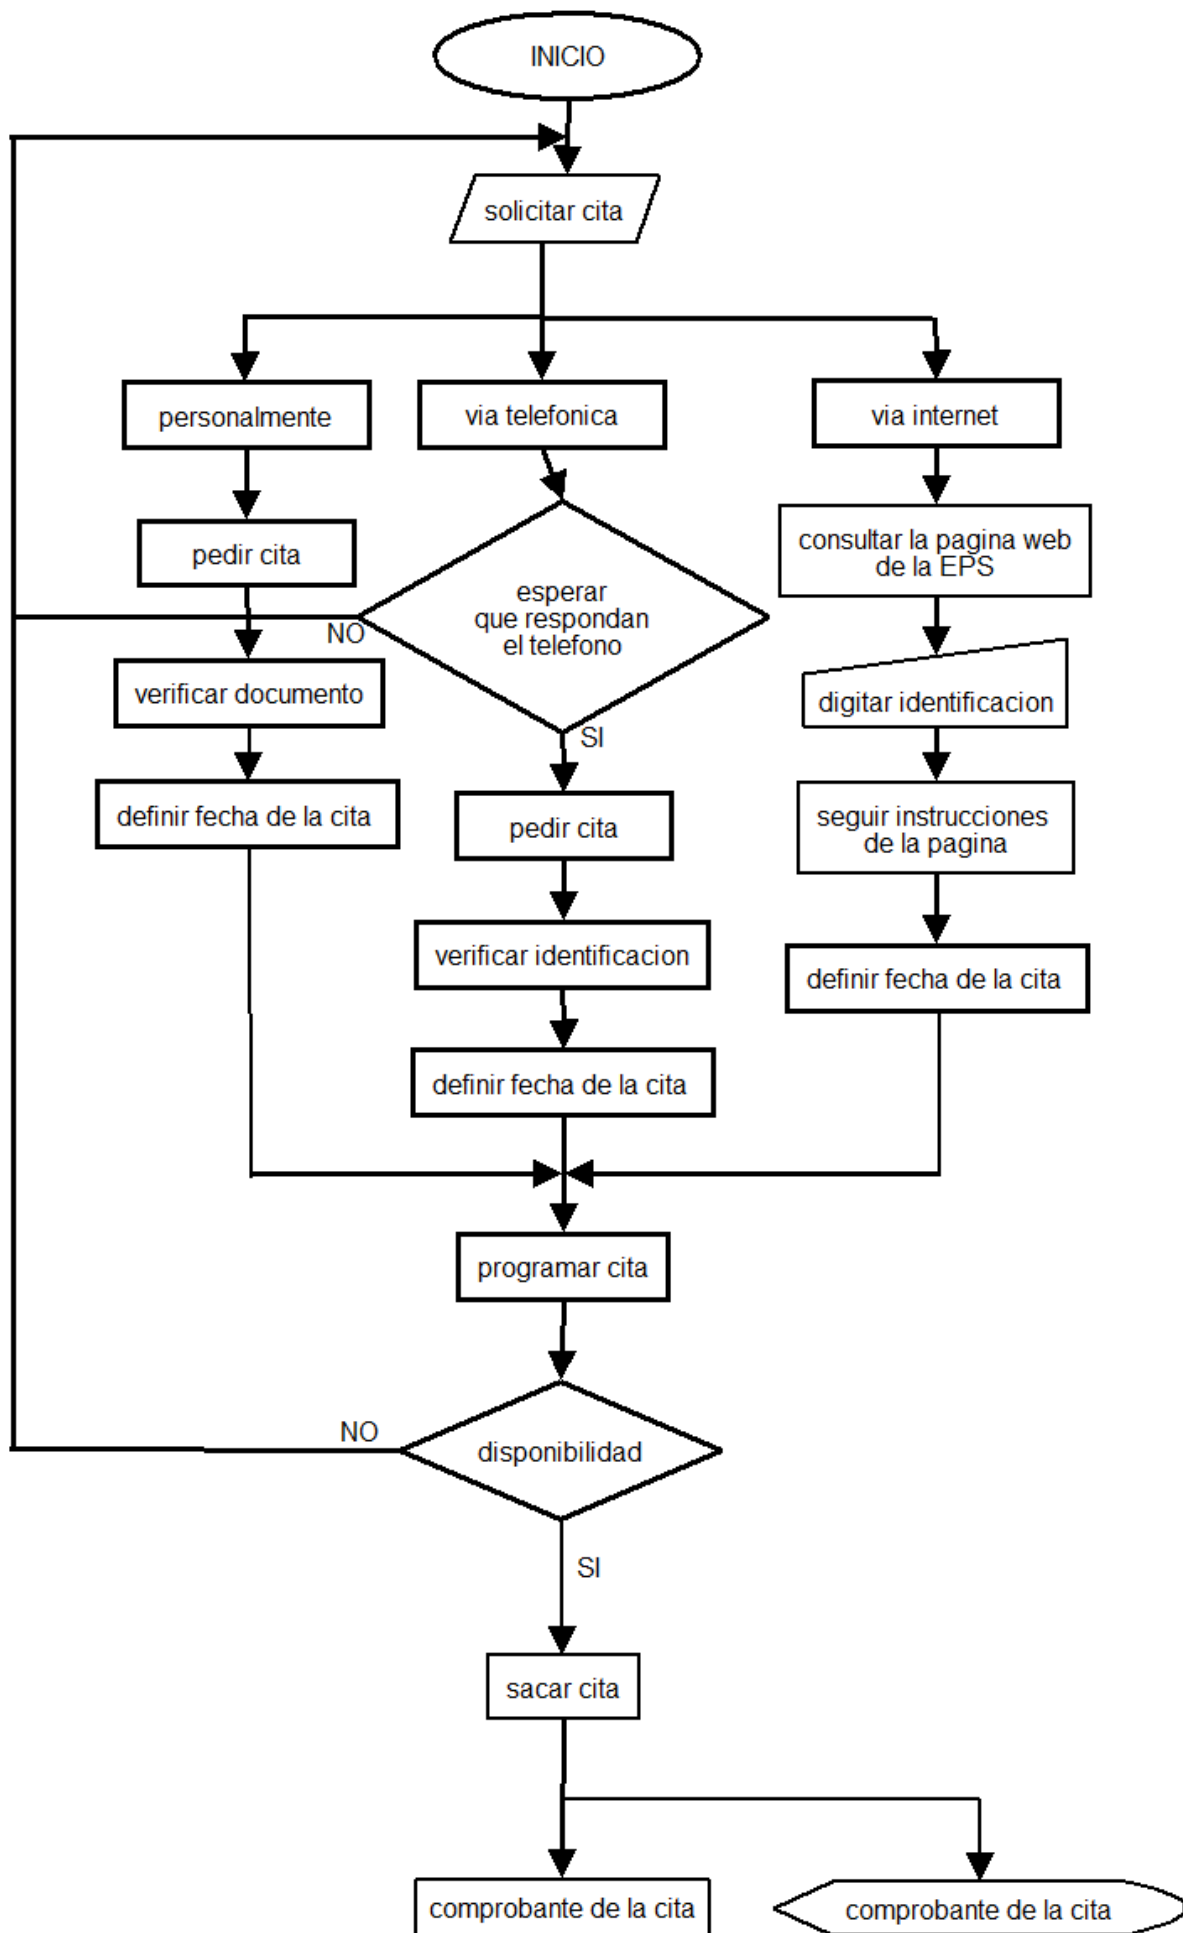 INICIO
solicitar cita
personalmente
via telefonica
via internet
pedir cita
esperar
que respondan
el telefono
consultar la pagina web
de la EPS
NO
verificar documento
digitar identificacion
SI
definir fecha de la cita
pedir cita
seguir instrucciones
de la pagina
verificar identificacion
definir fecha de la cita
definir fecha de la cita
programar cita
NO
disponibilidad
SI
sacar cita
comprobante de la cita
comprobante de la cita